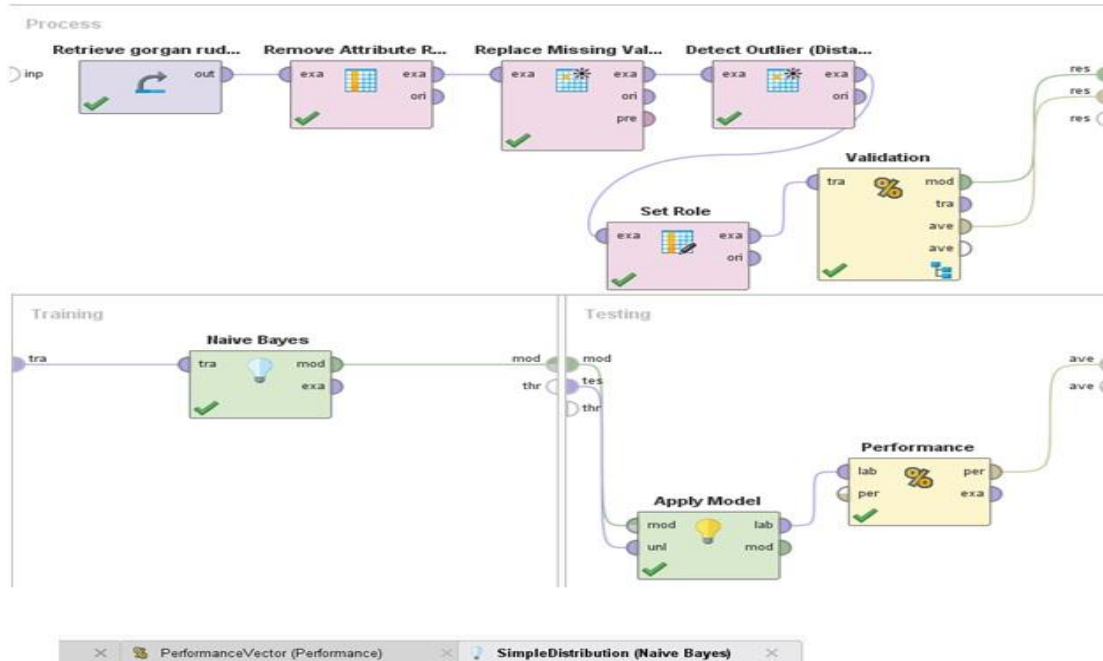 Process
Retrieve gorgan rud... Remove Attribute R... Replace Missing Val... Detect Outlier (Dista...
inp out exa exa exa exa exa exa res
ori ori ori res
pre res
Validation
tra mod
Set Role tra
exa exa ave
ori ave
Training Testing
Naive Bayes
tra tra mod mod mod ave
exa thr tes ave
thr
Performance
lab per
Apply Model per exa
mod lab
unl mod
PerformanceVector (Performance) SimpleDistribution (Naive Bayes)